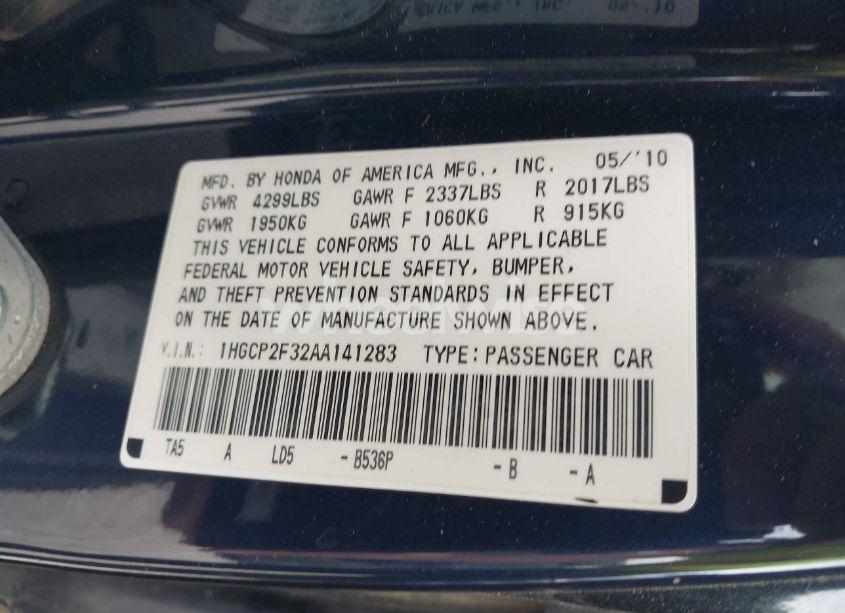 MFD. BY HONDA OF AMERICA MFG., INC. 05/'10
GVWR 4299LBS GAWR F 2337LBS R 2017LBS
GVWR 1950KG GAWR F 1060KG R 915KG
THIS VEHICLE CONFORMS TO ALL APPLICABLE
FEDERAL MOTOR VEHICLE SAFETY, BUMPER,
AND THEFT PREVENTION STANDARDS IN EFFECT
ON THE DATE OF MANUFACTURE SHOWN ABOVE.
V.I.N.: 1HGCP2F32AA141283 TYPE: PASSENGER CAR
TA5 A LD5 -B536P -B -A